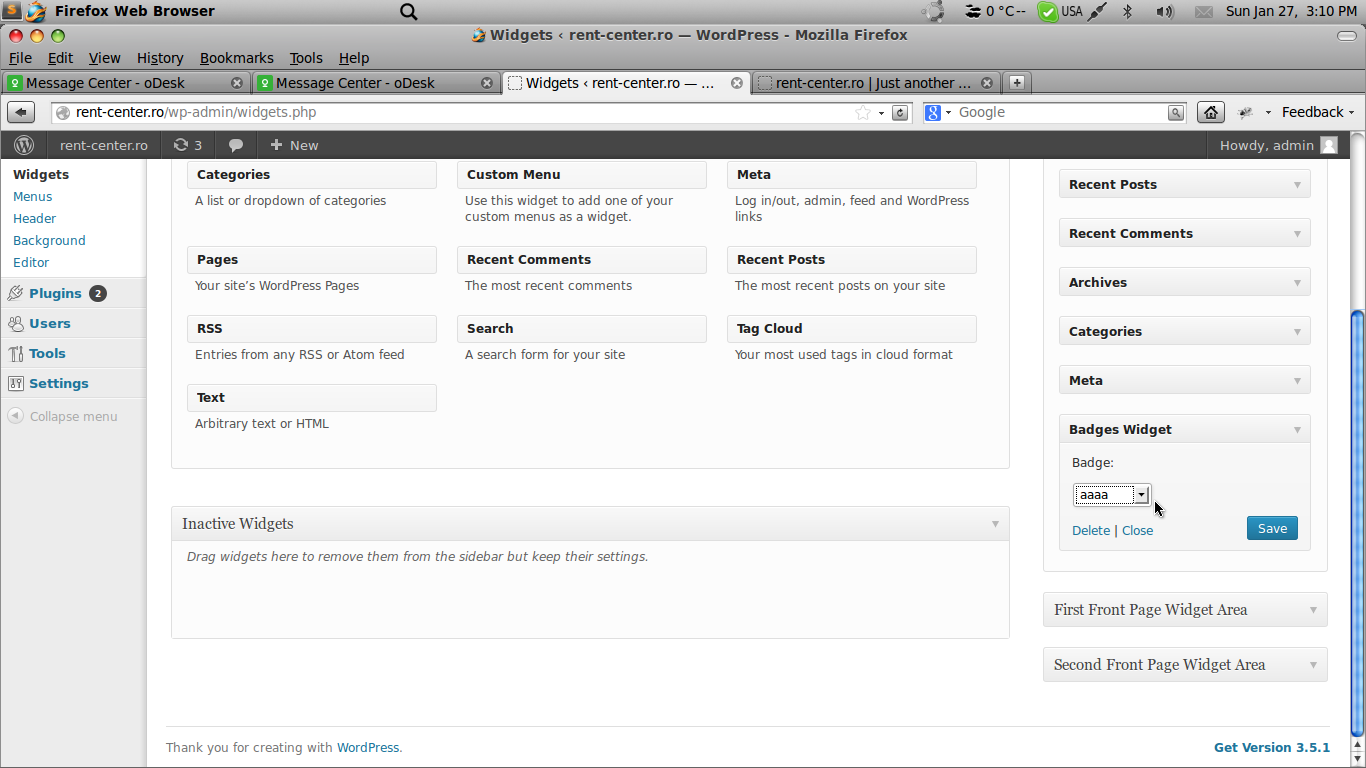 Firefox Web Browser
0 °C--
USA
Sun Jan 27, 3:10 PM
Widgets ‹ rent-center.ro — WordPress - Mozilla Firefox
File Edit View History Bookmarks Tools Help
Message Center - oDesk
Message Center - oDesk
Widgets ‹ rent-center.ro — ...
rent-center.ro | Just another ...
rent-center.ro/wp-admin/widgets.php
Google
Feedback
rent-center.ro
3
New
Howdy, admin
Widgets
Menus
Header
Background
Editor
Plugins 2
Users
Tools
Settings
Collapse menu
Categories
A list or dropdown of categories
Custom Menu
Use this widget to add one of your
custom menus as a widget.
Meta
Log in/out, admin, feed and WordPress
links
Pages
Your site's WordPress Pages
Recent Comments
The most recent comments
Recent Posts
The most recent posts on your site
RSS
Entries from any RSS or Atom feed
Search
A search form for your site
Tag Cloud
Your most used tags in cloud format
Text
Arbitrary text or HTML
Inactive Widgets
Drag widgets here to remove them from the sidebar but keep their settings.
Recent Posts
Recent Comments
Archives
Categories
Meta
Badges Widget
Badge:
aaaa
Delete | Close
Save
First Front Page Widget Area
Second Front Page Widget Area
Thank you for creating with WordPress.
Get Version 3.5.1